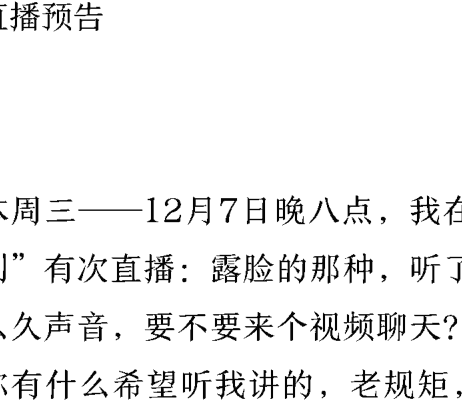 直播预告
本周三——12月7日晚八点，我在
”有次直播：露脸的那种，听了
久声音，要不要来个视频聊天？
你有什么希望听我讲的，老规矩，